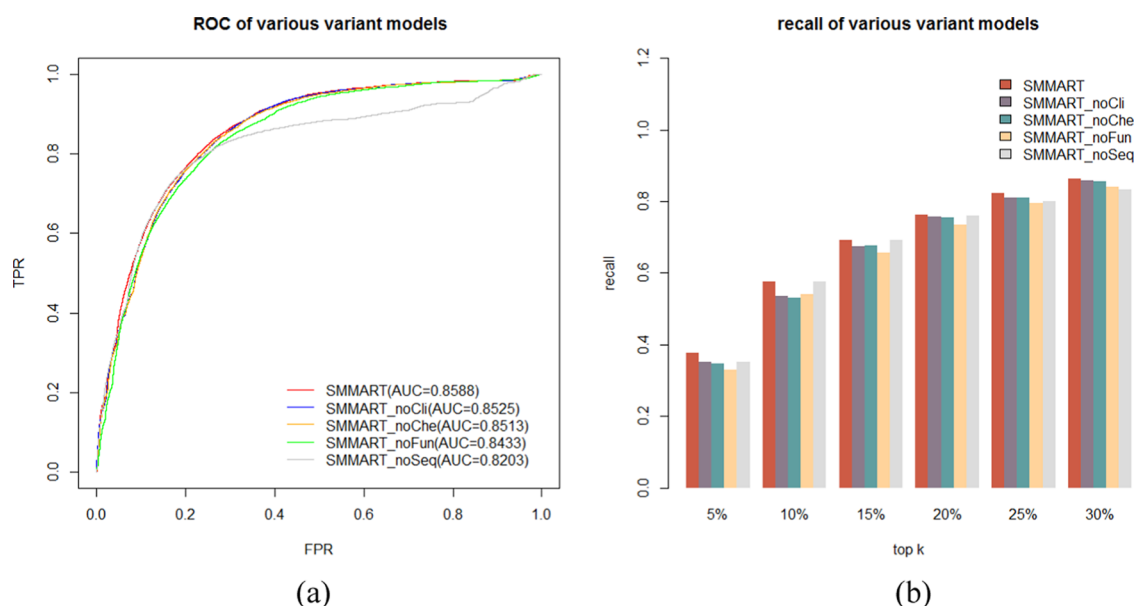 (a)
(b)
ROC of various variant models
TPR
1.0
0.8
0.6
0.4
0.2
0.0
SMMART(AUC=0.8588)
SMMART_noCli(AUC=0.8525)
SMMART_noChe(AUC=0.8513)
SMMART_noFun(AUC=0.8433)
SMMART_noSeq(AUC=0.8203)
0.0 0.2 0.4 0.6 0.8 1.0
FPR
recall of various variant models
recall
1.2
1.0
0.8
0.6
0.4
0.2
0.0
SMMART
SMMART_noCli
SMMART_noChe
SMMART_noFun
SMMART_noSeq
5% 10% 15% 20% 25% 30%
top k